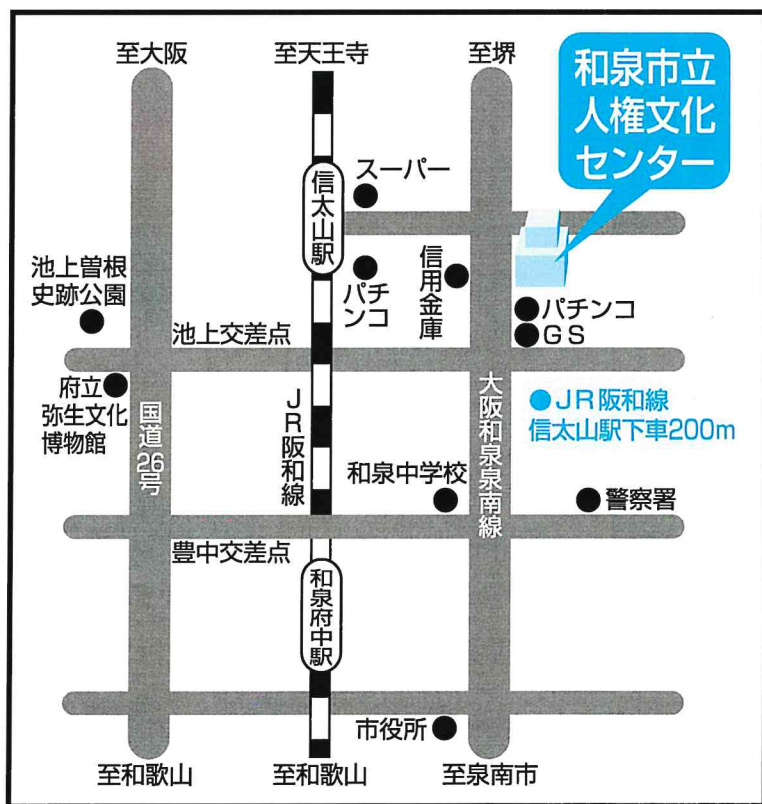 至大阪
至天王寺
至堺
和泉市立
人権文化
センター
スーパー
信太山駅
池上曽根
史跡公園
パチ
ンコ
信用金庫
パチンコ
GS
池上交差点
府立
弥生文化
博物館
国道26号
JR阪和線
大阪和泉泉南線
JR阪和線
信太山駅下車200m
和泉中学校
警察署
豊中交差点
和泉府中駅
市役所
至和歌山
至和歌山
至泉南市